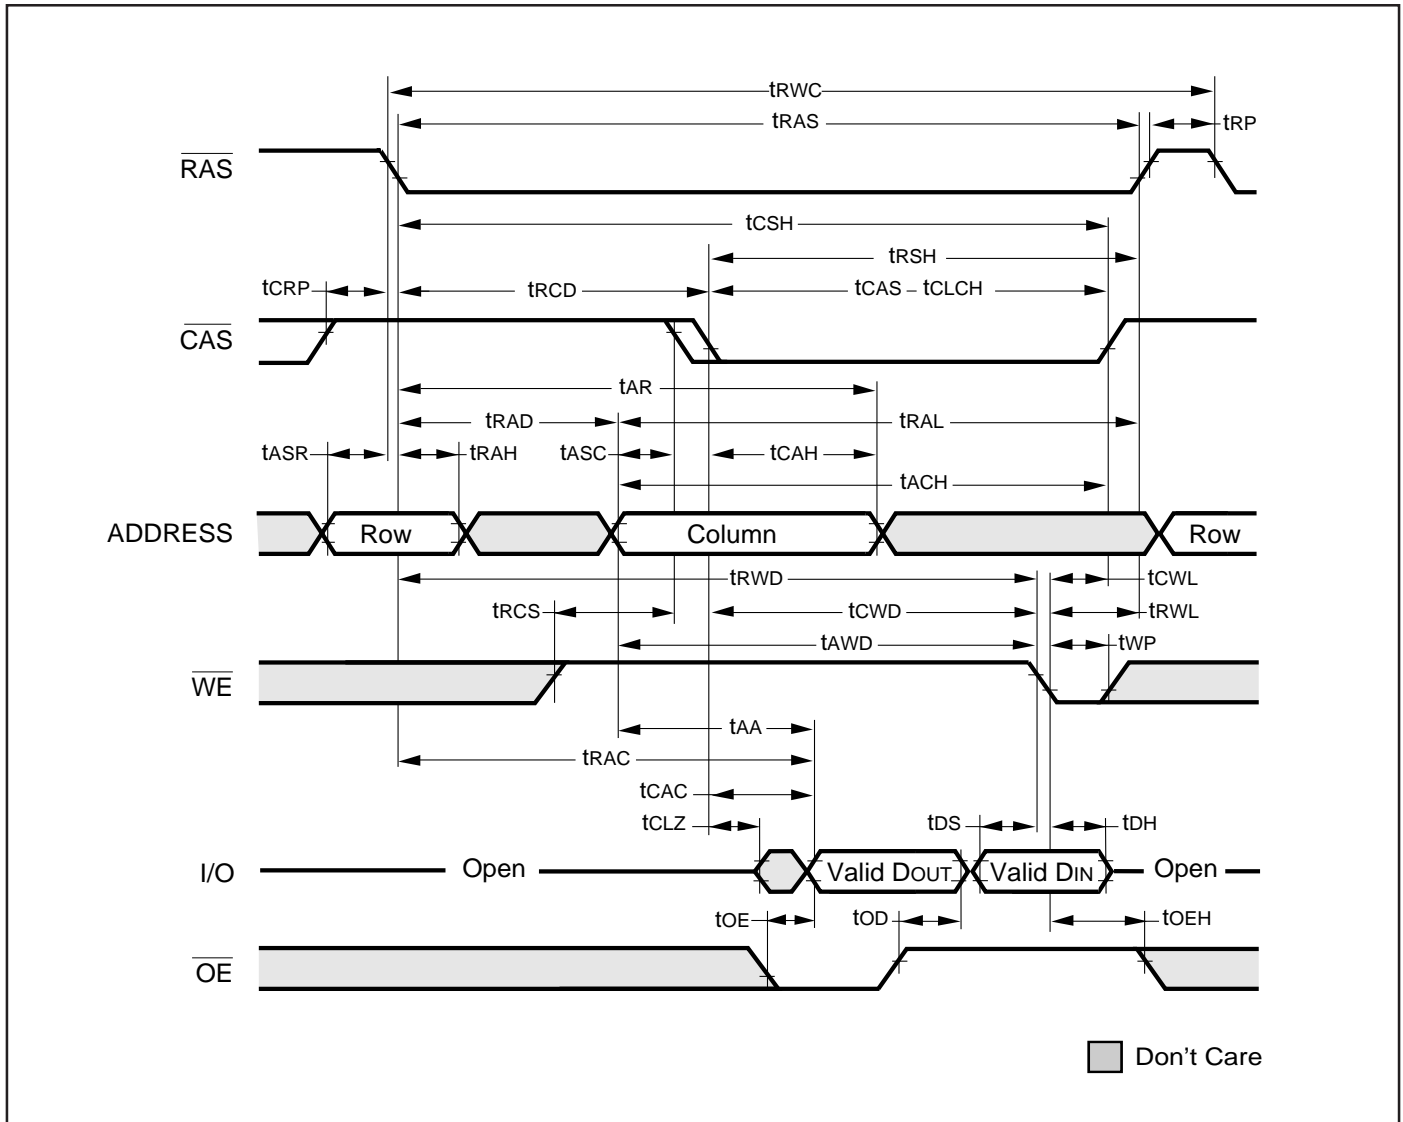 tRWC
tRAS tRP
RAS
tCSH
tRSH
tCRP tRCD tCAS – tCLCH
CAS
tAR
tRAD tRAL
tASR tRAH tASC tCAH
tACH
ADDRESS Row Column Row
tRWD tCWL
tRCS tCWD tRWL
tAWD tWP
WE
tAA
tRAC
tCAC
tCLZ tDS tDH
I/O Open Valid DOUT Valid DIN Open
tOE tOD tOEH
OE
Don't Care